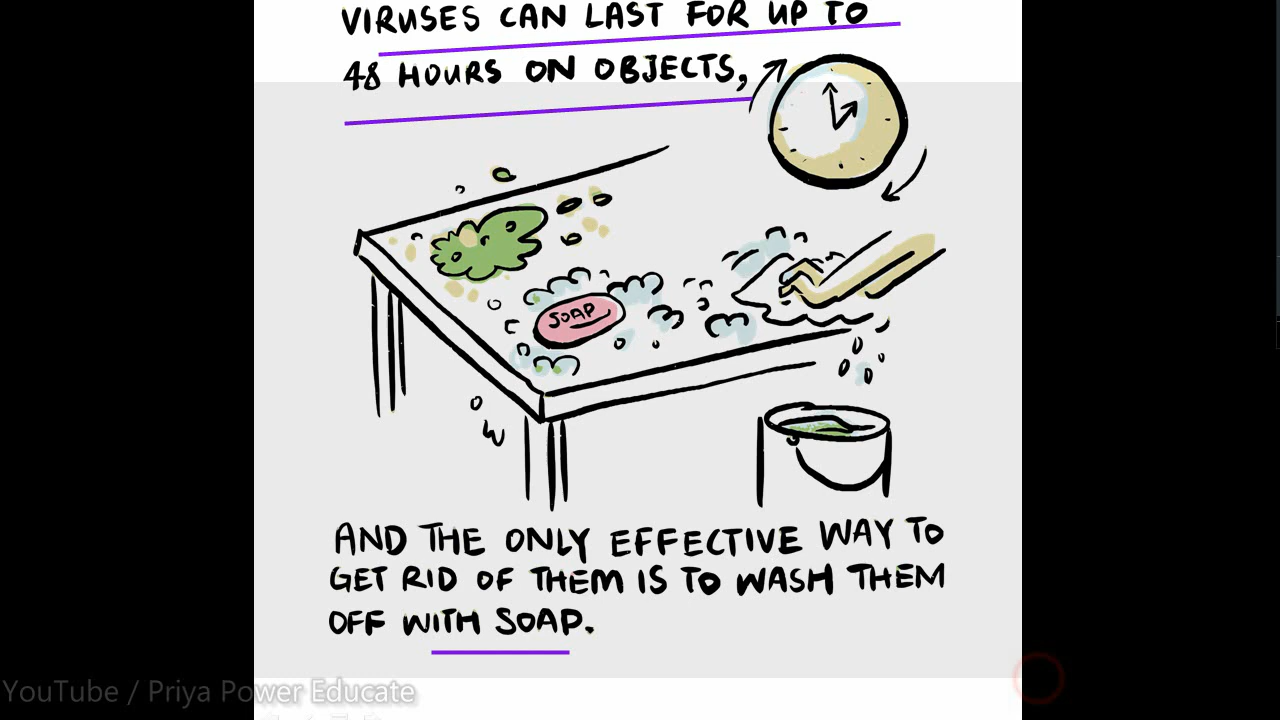 VIRUSES CAN LAST FOR UP TO
48 HOURS ON OBJECTS,
SOAP
AND THE ONLY EFFECTIVE WAY TO
GET RID OF THEM IS TO WASH THEM
OFF WITH SOAP.
YouTube / Priya Power Educate